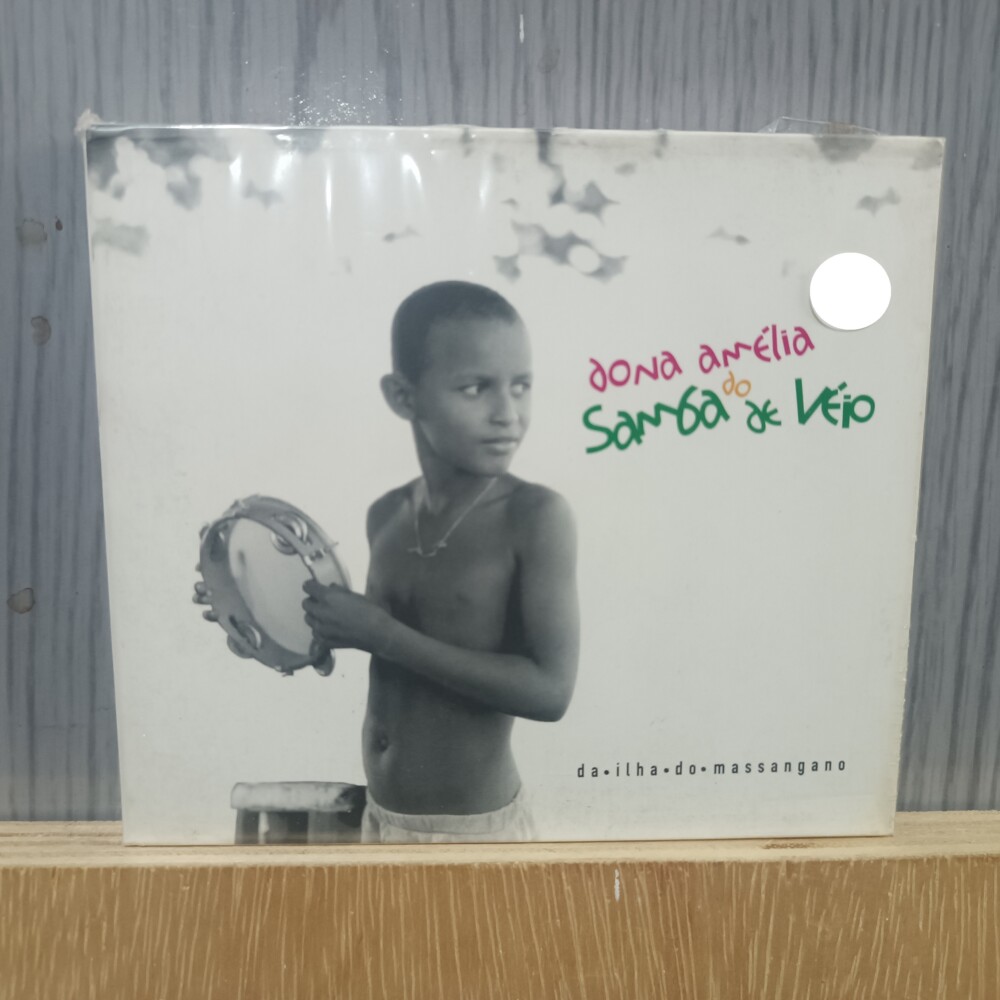 dona amélia
do
Samba de Véio
da•ilha•do•massangano